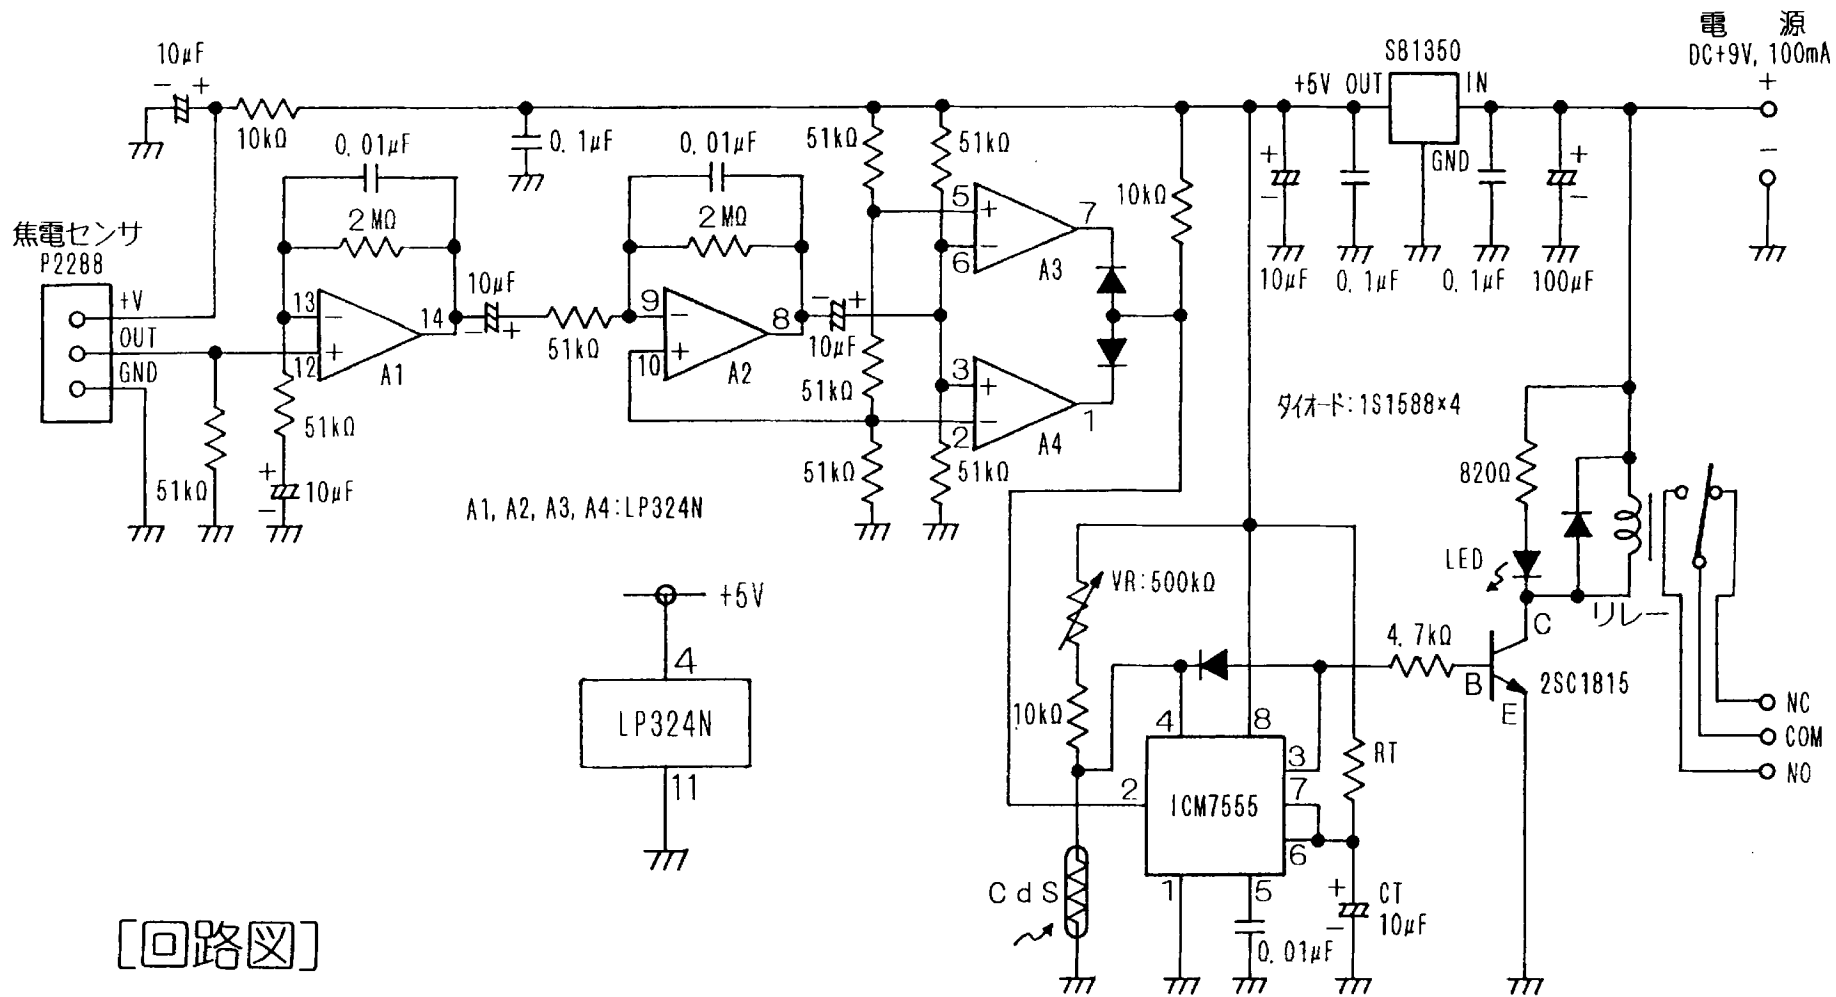 電 源
DC+9V, 100mA
+
−
10μF
− +
10kΩ
0.01μF
2MΩ
0.1μF
0.01μF
2MΩ
51kΩ
51kΩ
S81350
+5V OUT
IN
GND
+
−
10μF
0.1μF
0.1μF
+
−
100μF
10kΩ
焦電センサ
P2288
+V
OUT
GND
13
−
12
+
14
A1
10μF
− +
51kΩ
9
−
10
+
8
A2
− +
10μF
51kΩ
5
+
−
6
7
A3
3
+
−
2
1
A4
51kΩ
51kΩ
51kΩ
51kΩ
+
−
10μF
A1, A2, A3, A4:LP324N
ダイオード:1S1588×4
820Ω
LED
リレー
C
B
E
2SC1815
4.7kΩ
NC
COM
NO
+5V
4
LP324N
11
VR:500kΩ
10kΩ
CdS
4
8
2
3
7
6
1
5
ICM7555
RT
+
−
CT
10μF
0.01μF
[回路図]